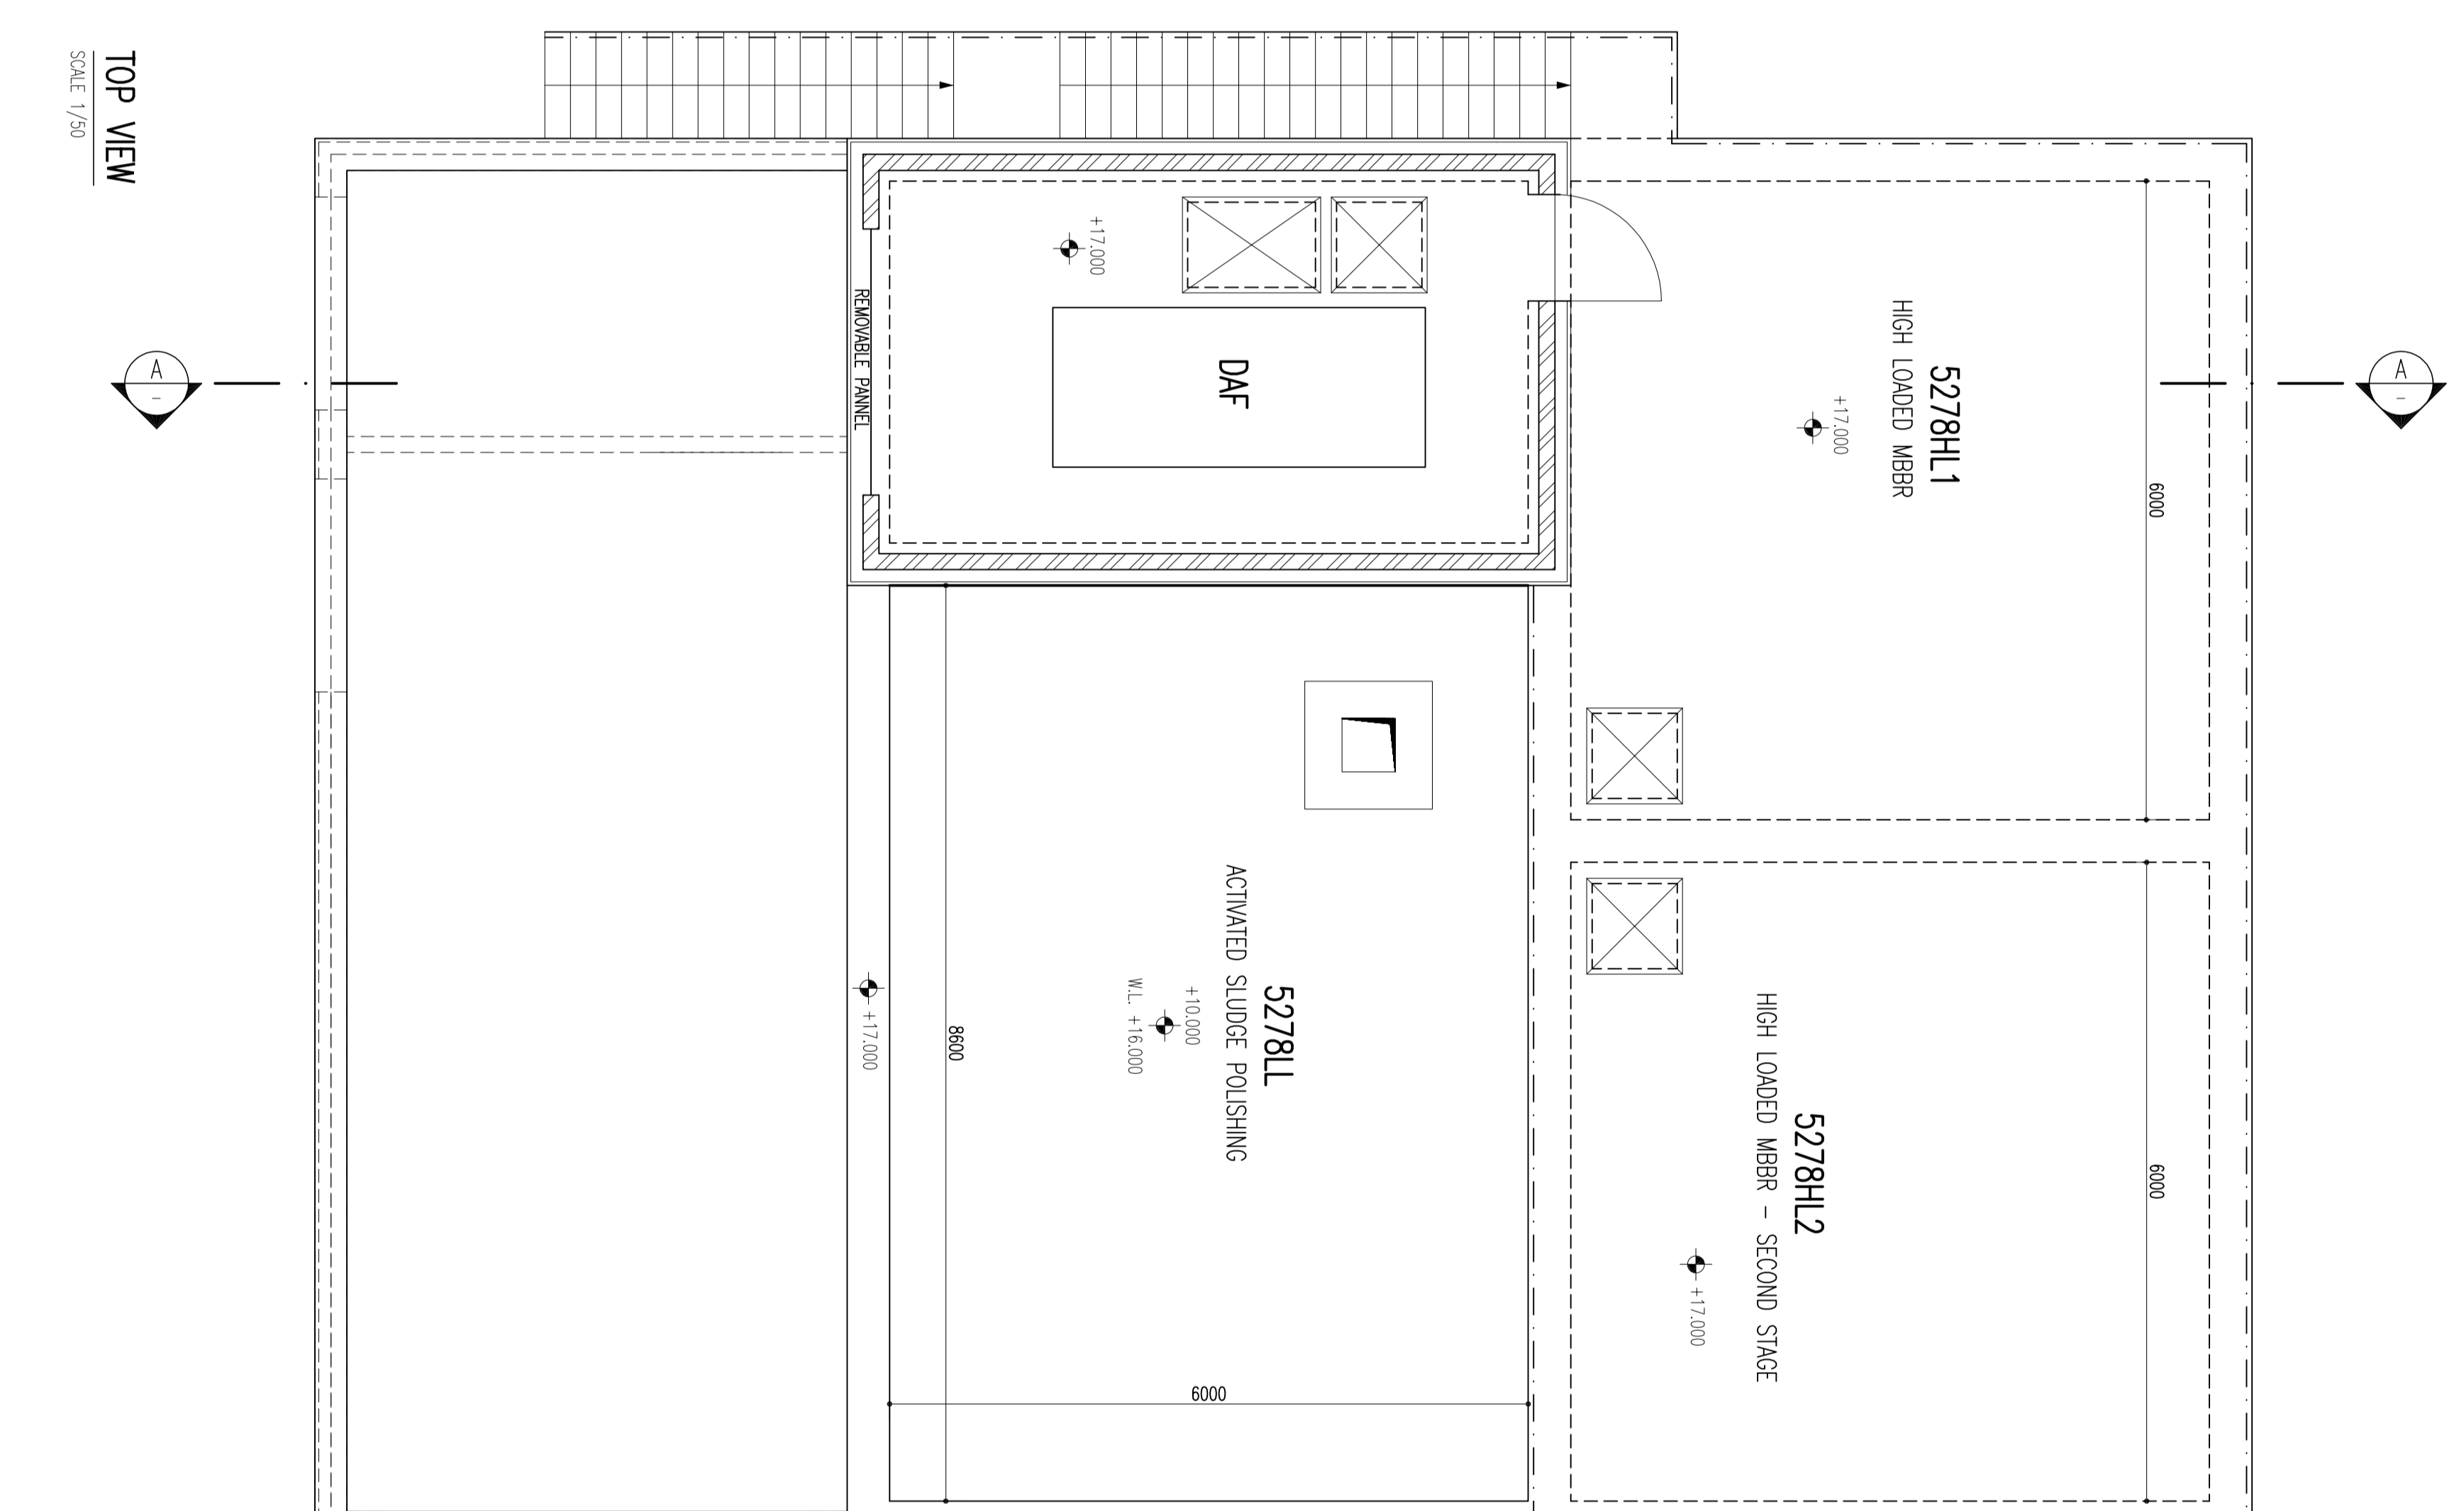 TOP VIEW
SCALE 1/50
A
-
A
-
5278HL1
HIGH LOADED MBBR
+17.000
6000
DAF
+17.000
REMOVABLE PANNEL
5278LL
ACTIVATED SLUDGE POLISHING
+10.000
W.L. +16.000
8600
6000
+17.000
5278HL2
HIGH LOADED MBBR - SECOND STAGE
+17.000
6000